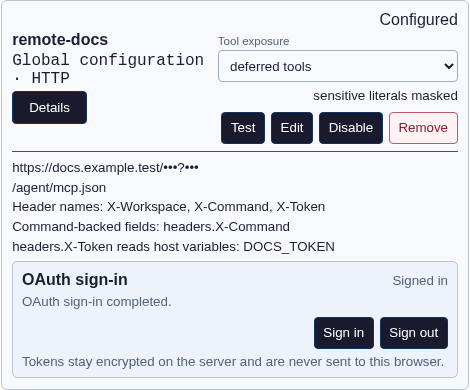 Configured
remote-docs
Global configuration
· HTTP
Details
Tool exposure
deferred tools
sensitive literals masked
Test Edit Disable Remove
https://docs.example.test/•••?•••
/agent/mcp.json
Header names: X-Workspace, X-Command, X-Token
Command-backed fields: headers.X-Command
headers.X-Token reads host variables: DOCS_TOKEN
OAuth sign-in
Signed in
OAuth sign-in completed.
Sign in Sign out
Tokens stay encrypted on the server and are never sent to this browser.